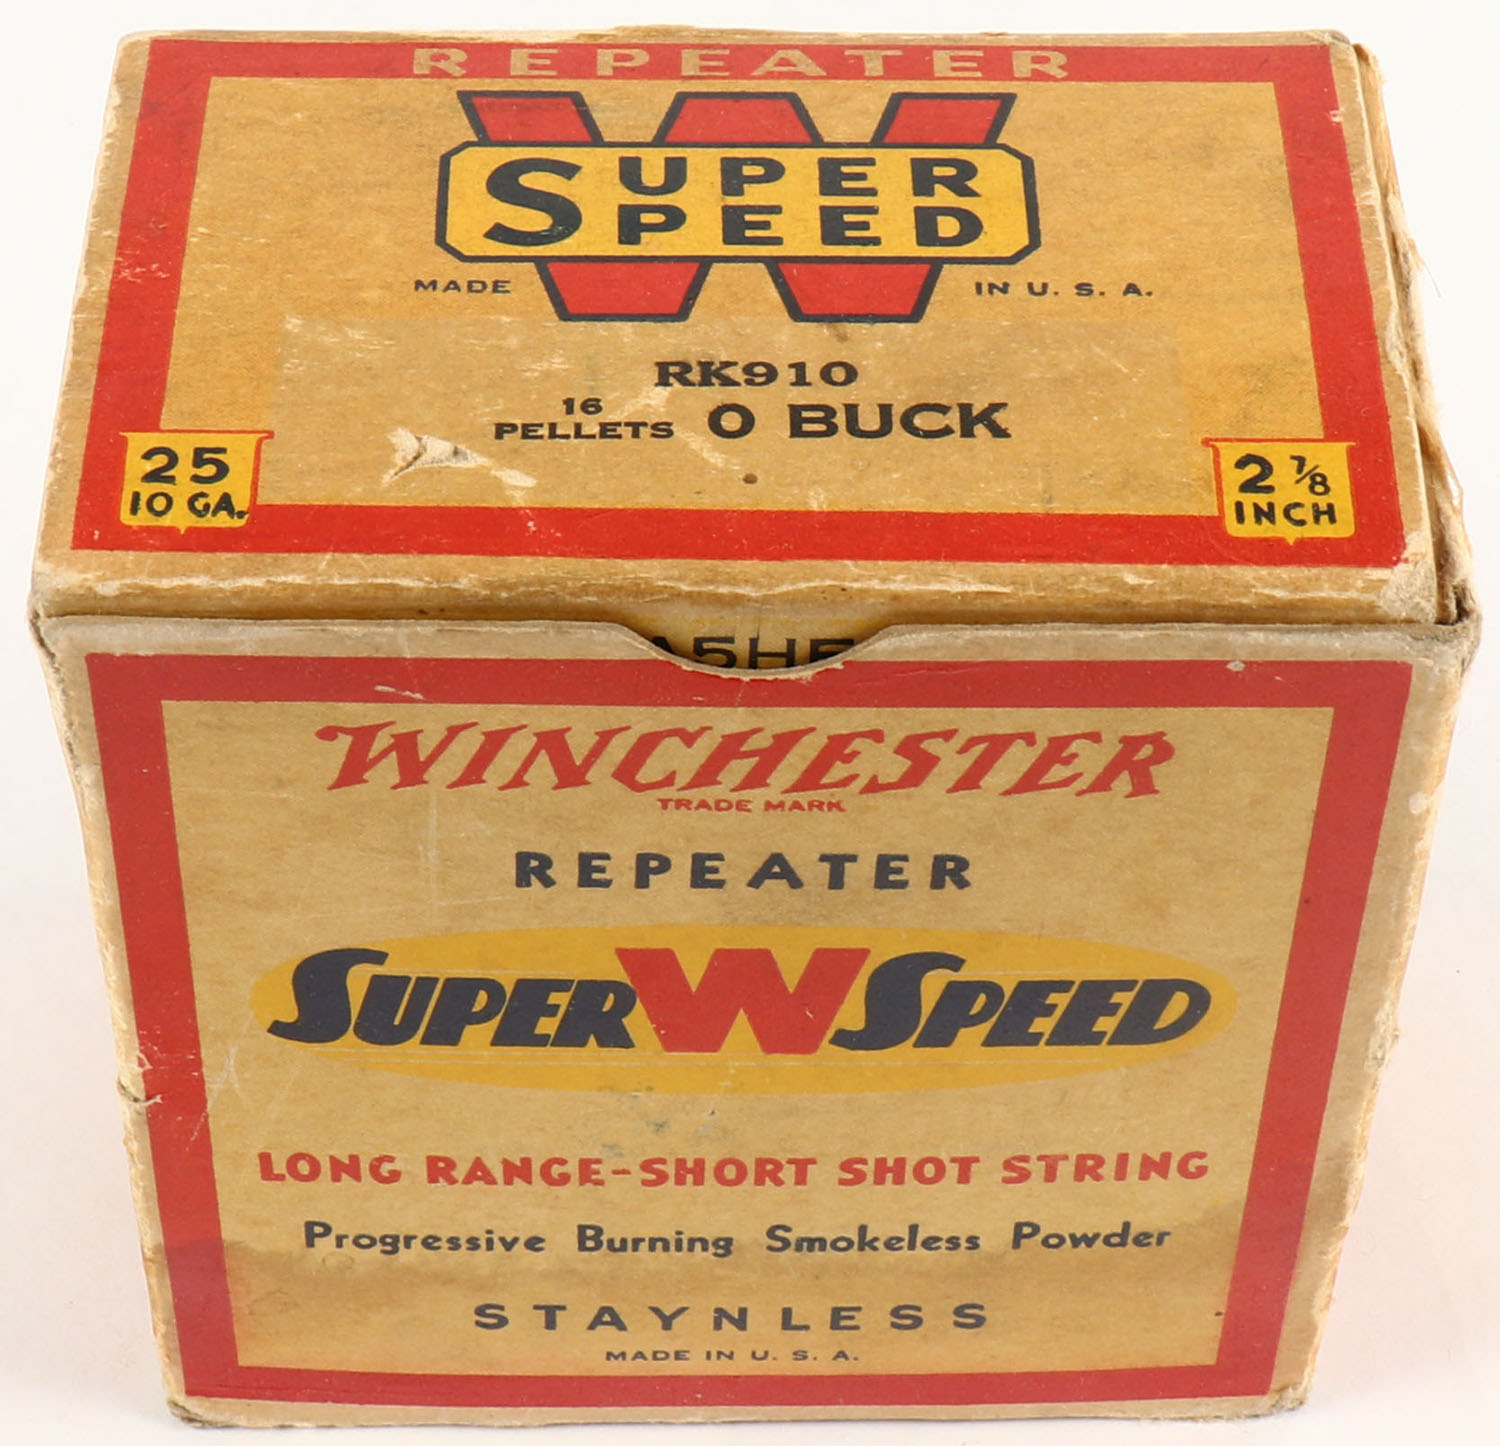 REPEATER
W
SUPER
SPEED
MADE IN U. S. A.
RK910
16 PELLETS O BUCK
25
10 GA.
2 7/8
INCH
WINCHESTER
TRADE MARK
REPEATER
SUPER W SPEED
LONG RANGE-SHORT SHOT STRING
Progressive Burning Smokeless Powder
STAYNLESS
MADE IN U. S. A.